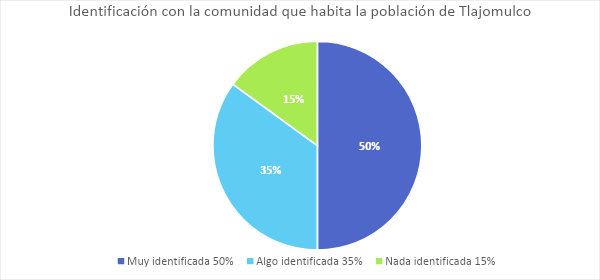 Identificación con la comunidad que habita la población de Tlajomulco
15%
50%
35%
Muy identificada 50% Algo identificada 35% Nada identificada 15%